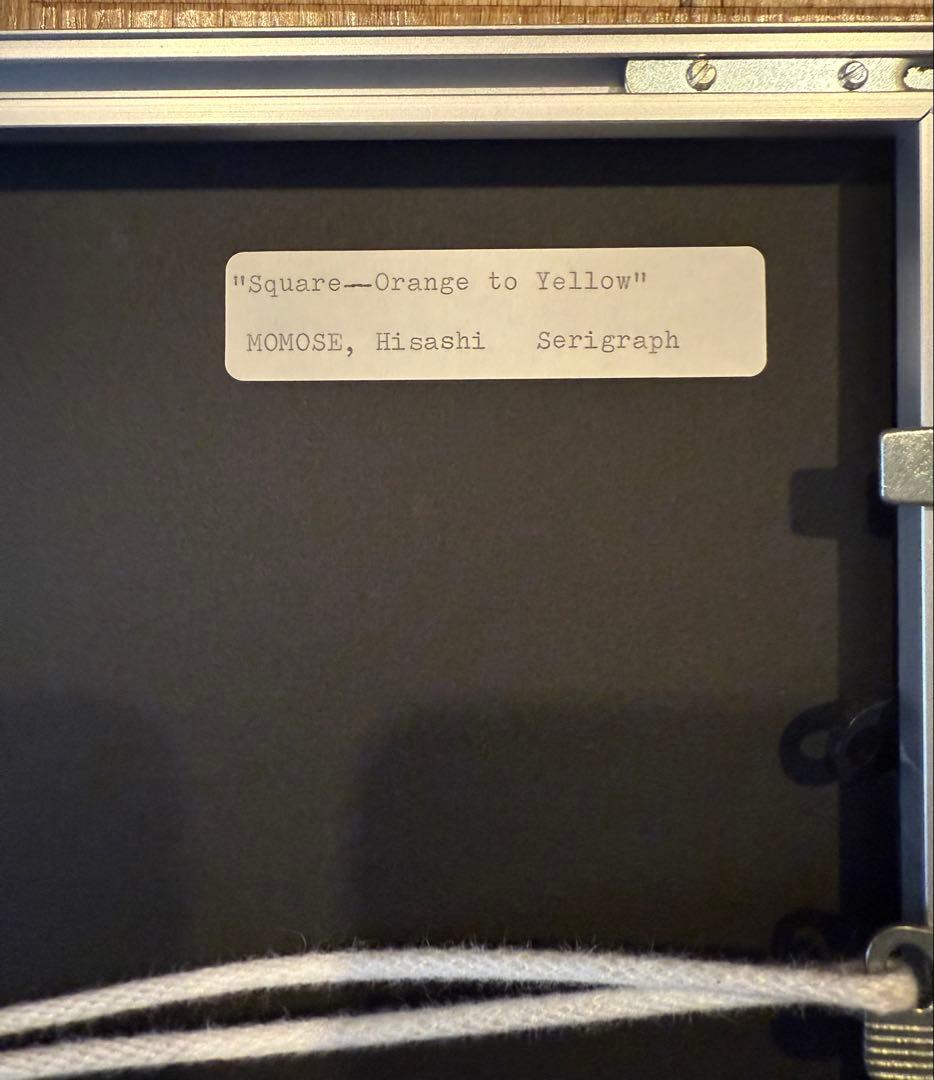 "Square—Orange to Yellow"
MOMOSE, Hisashi Serigraph